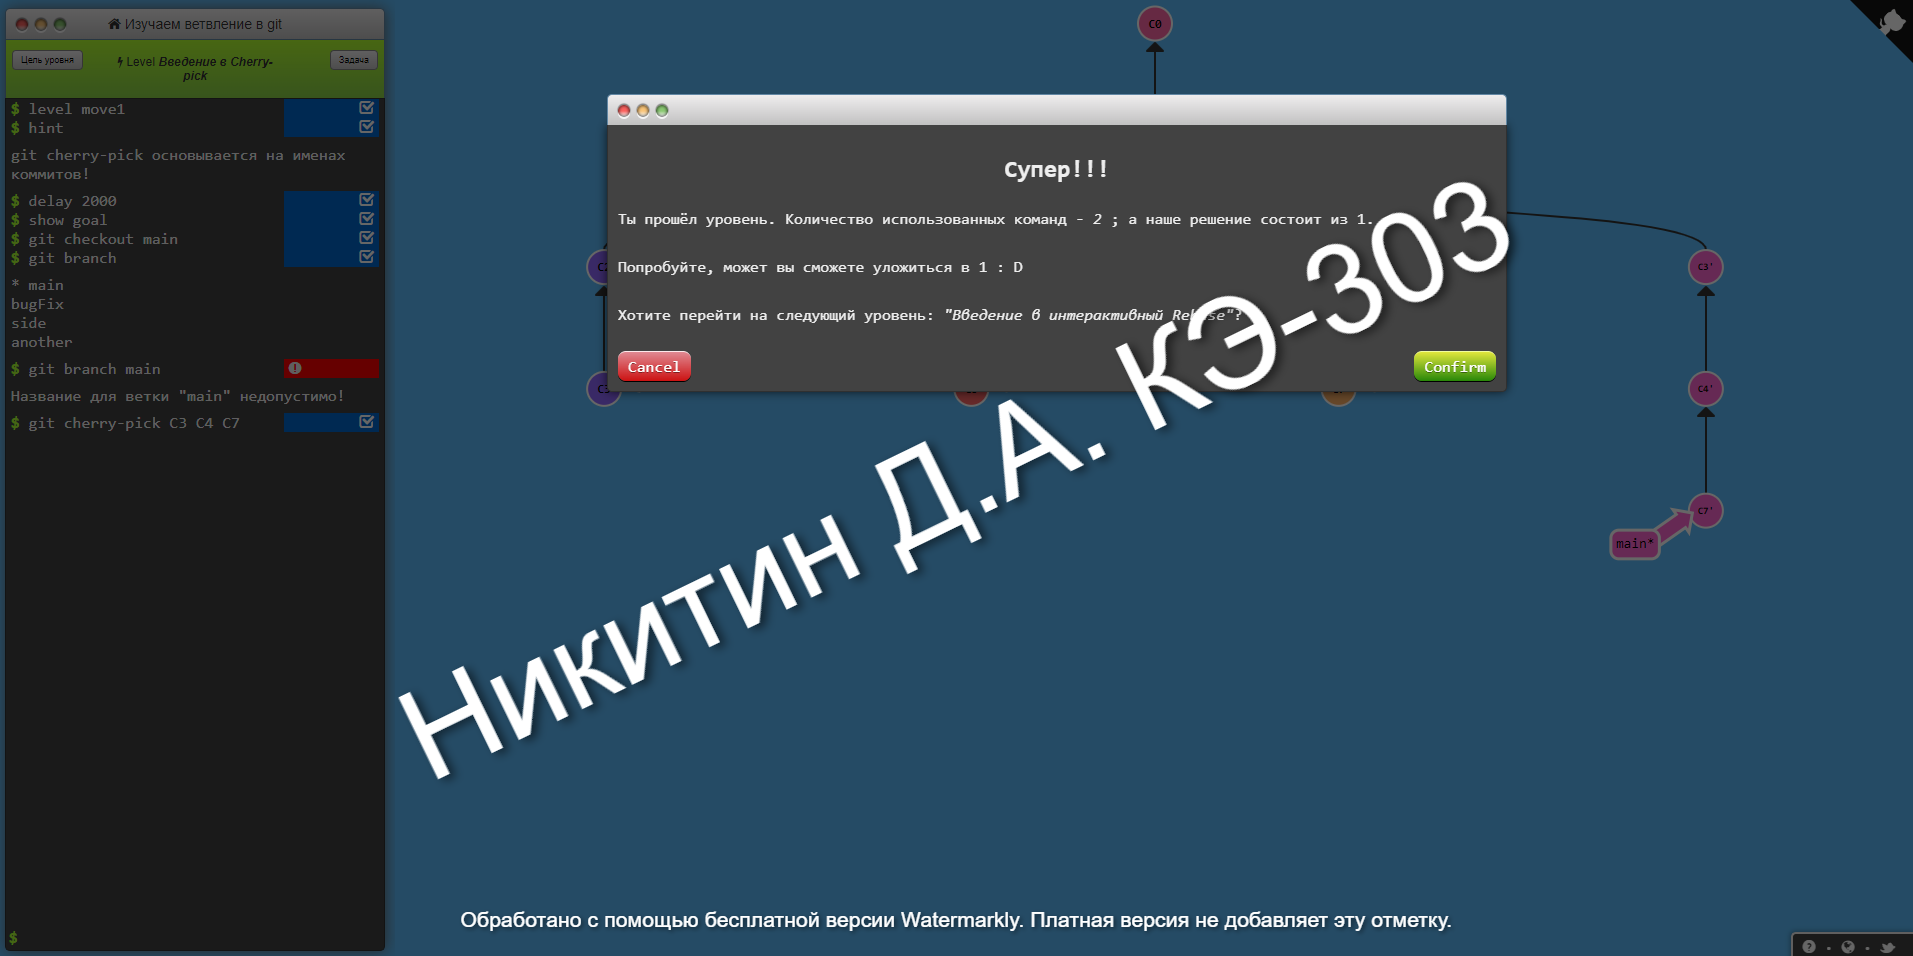 Изучаем ветвление в git
Цель уровня
Level Введение в Cherry-
pick
Задача
$ level move1
$ hint
git cherry-pick основывается на именах
коммитов!
$ delay 2000
$ show goal
$ git checkout main
$ git branch
* main
bugFix
side
another
$ git branch main
Название для ветки "main" недопустимо!
$ git cherry-pick C3 C4 C7
$
C0
Супер!!!
Ты прошёл уровень. Количество использованных команд - 2 ; а наше решение состоит из 1.
Попробуйте, может вы сможете уложиться в 1 : D
Хотите перейти на следующий уровень: "Введение в интерактивный Rebase"?
Cancel
Confirm
C3'
C4'
C7'
main*
Никитин Д.А. КЭ-303
Обработано с помощью бесплатной версии Watermarkly. Платная версия не добавляет эту отметку.